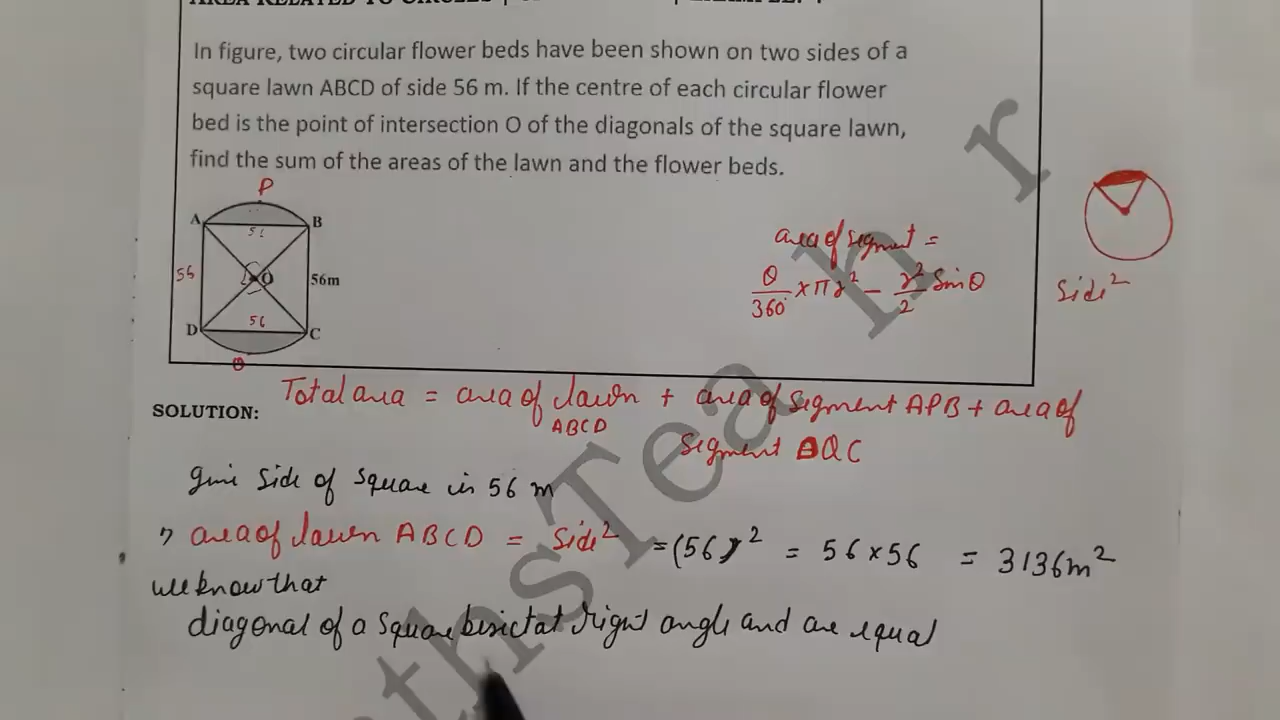 In figure, two circular flower beds have been shown on two sides of a
square lawn ABCD of side 56 m. If the centre of each circular flower
bed is the point of intersection O of the diagonals of the square lawn,
find the sum of the areas of the lawn and the flower beds.
P
A B
56
56 O 56m
56
D C
Q
area of segment =
θ/360° × πr² − r²/2 Sinθ
Side²
SOLUTION:
Total area = area of lawn + area of segment APB + area of
ABCD
segment DQC
Side of Square is 56 m
area of lawn ABCD = Side² = (56)² = 56×56 = 3136m²
we know that
diagonal of a Square bisict at right angle and are equal